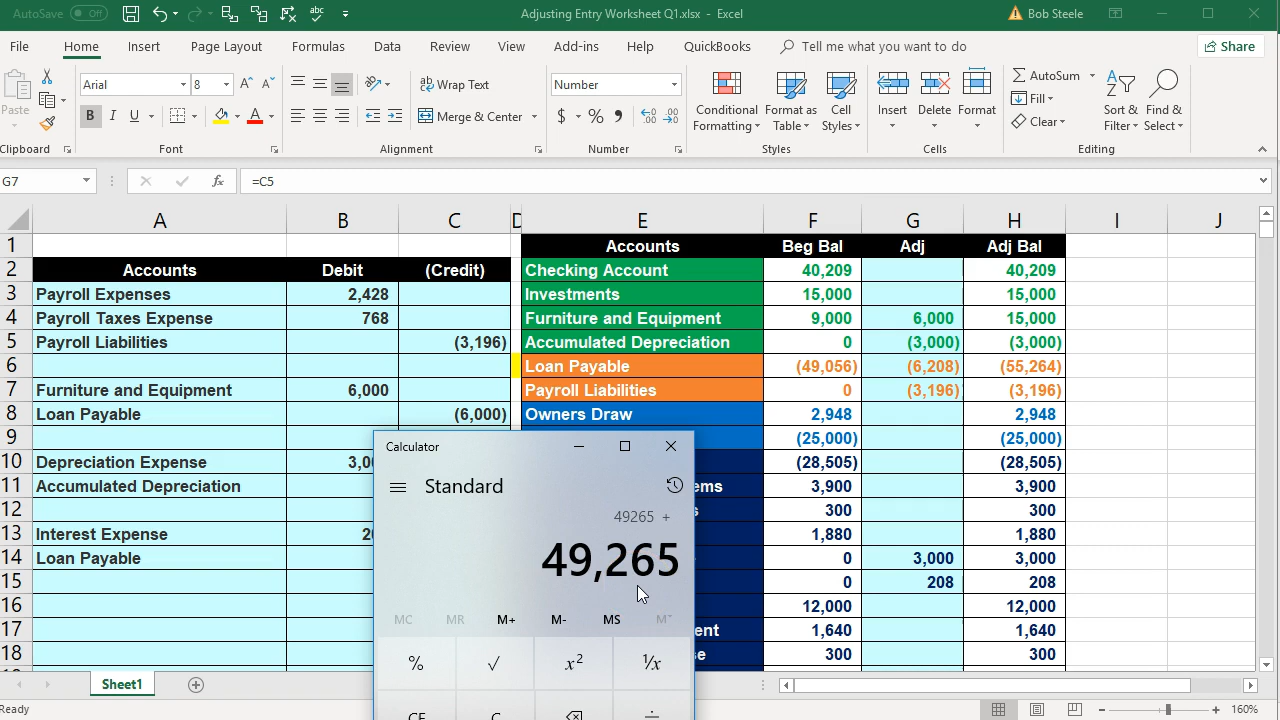 AutoSave Off Adjusting Entry Worksheet Q1.xlsx - Excel Bob Steele
File Home Insert Page Layout Formulas Data Review View Add-ins Help QuickBooks Tell me what you want to do Share
Paste Arial 8 Wrap Text Number Conditional Formatting Format as Table Cell Styles Insert Delete Format AutoSum Sort & Filter Find & Select
B I U Merge & Center $ % , Fill Clear
Clipboard Font Alignment Number Styles Cells Editing
G7 fx =C5
A B C D E F G H I J
1 Accounts Beg Bal Adj Adj Bal
2 Accounts Debit (Credit) Checking Account 40,209 40,209
3 Payroll Expenses 2,428 Investments 15,000 15,000
4 Payroll Taxes Expense 768 Furniture and Equipment 9,000 6,000 15,000
5 Payroll Liabilities (3,196) Accumulated Depreciation 0 (3,000) (3,000)
6 Loan Payable (49,056) (6,208) (55,264)
7 Furniture and Equipment 6,000 Payroll Liabilities 0 (3,196) (3,196)
8 Loan Payable (6,000) Owners Draw 2,948 2,948
9 (25,000) (25,000)
10 Depreciation Expense 3,0 (28,505) (28,505)
11 Accumulated Depreciation ems 3,900 3,900
12 s 300 300
13 Interest Expense 20 1,880 1,880
14 Loan Payable 0 3,000 3,000
15 0 208 208
16 12,000 12,000
17 ent 1,640 1,640
18 se 300 300
Calculator
Standard
49265 +
49,265
MC MR M+ M- MS M
% √ x² ¹/x
CE C ÷
Sheet1
Ready 160%